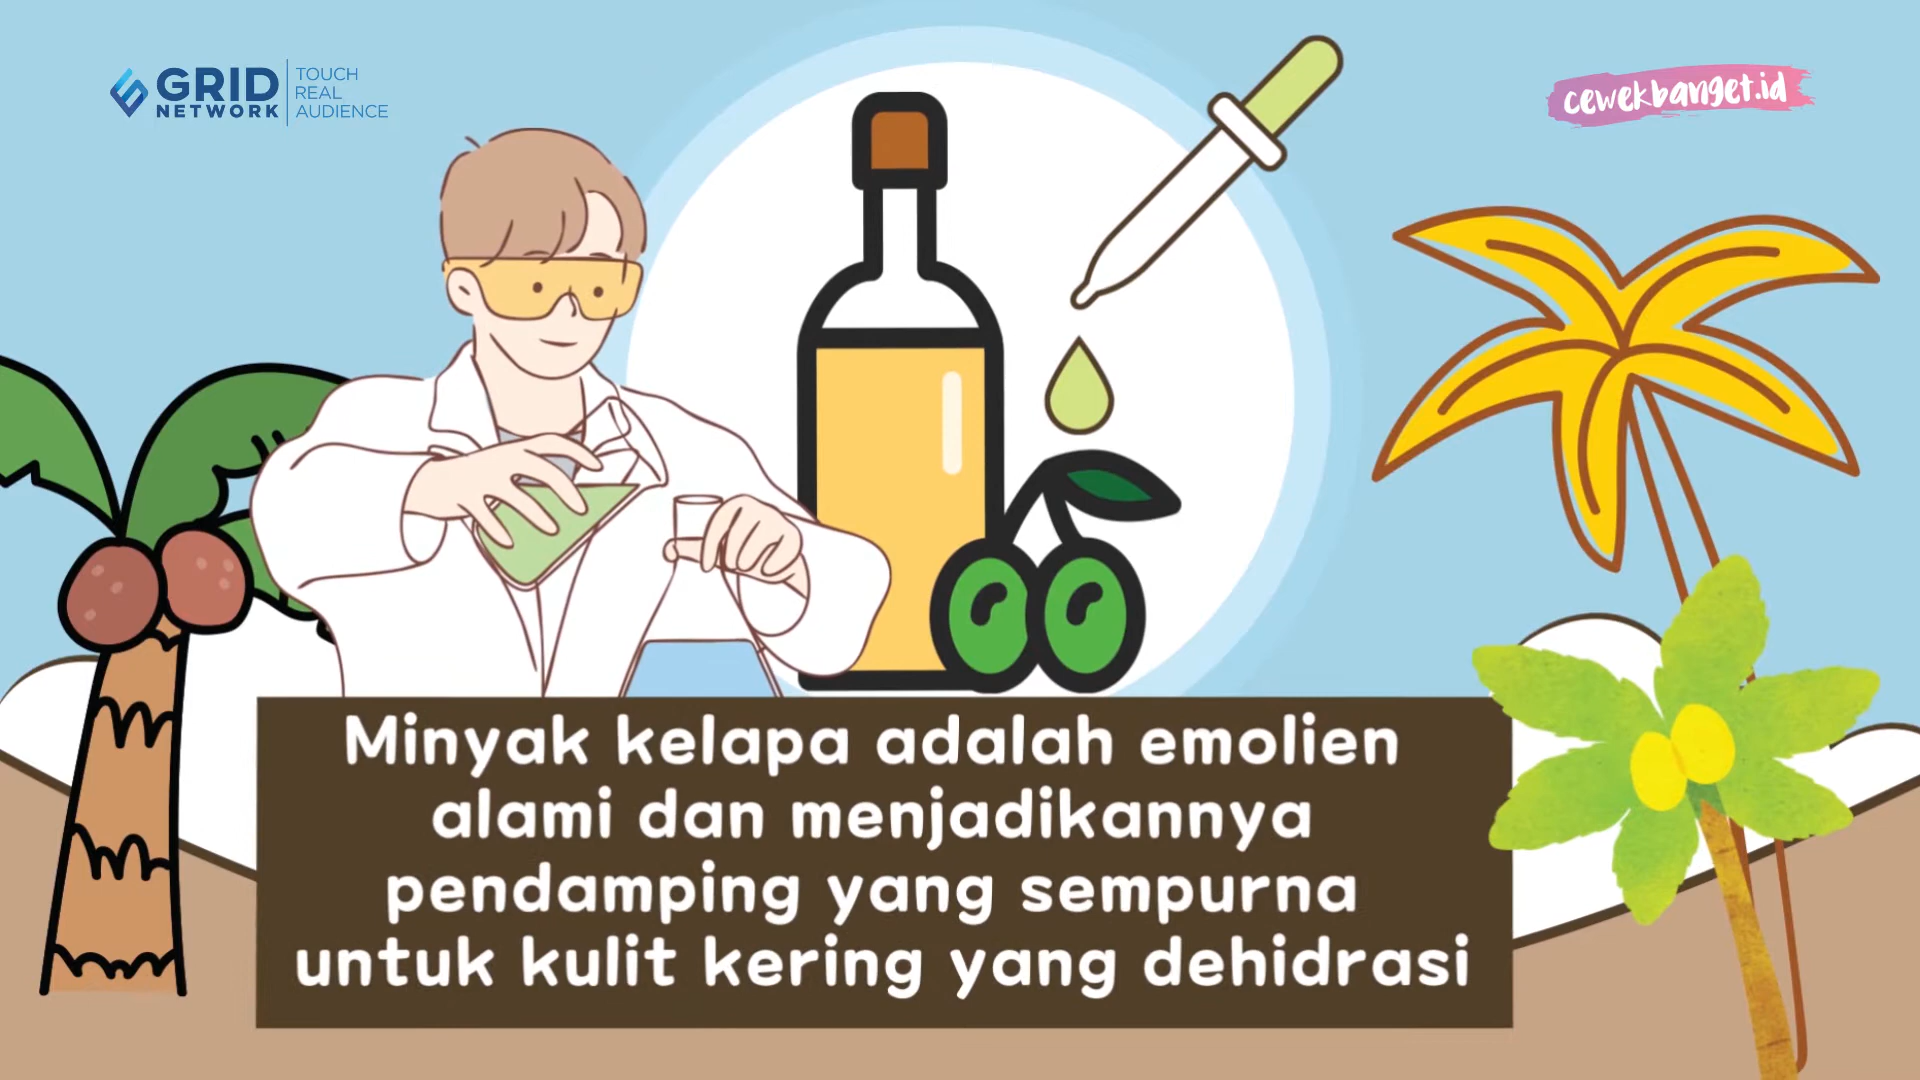 GRID
NETWORK
TOUCH
REAL
AUDIENCE
cewekbanget.id
Minyak kelapa adalah emolien
alami dan menjadikannya
pendamping yang sempurna
untuk kulit kering yang dehidrasi